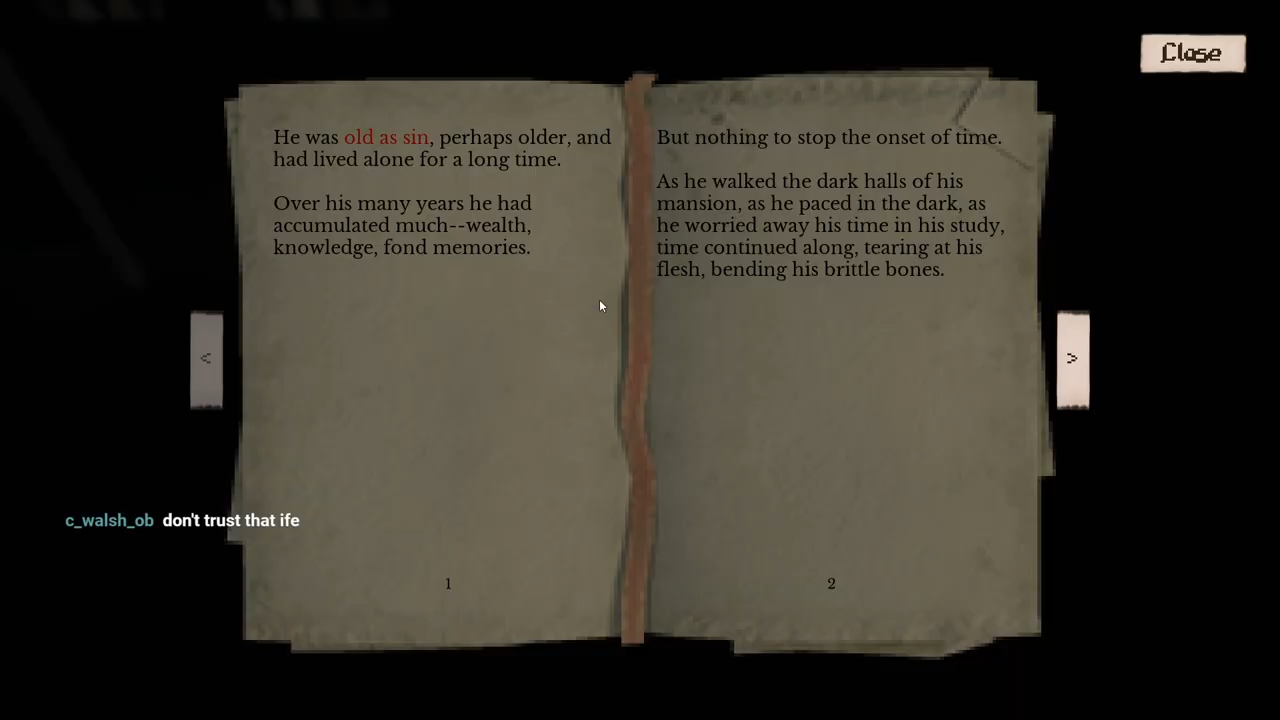 Close
He was old as sin, perhaps older, and
had lived alone for a long time.
Over his many years he had
accumulated much--wealth,
knowledge, fond memories.
1
But nothing to stop the onset of time.
As he walked the dark halls of his
mansion, as he paced in the dark, as
he worried away his time in his study,
time continued along, tearing at his
flesh, bending his brittle bones.
2
<
>
c_walsh_ob don't trust that ife